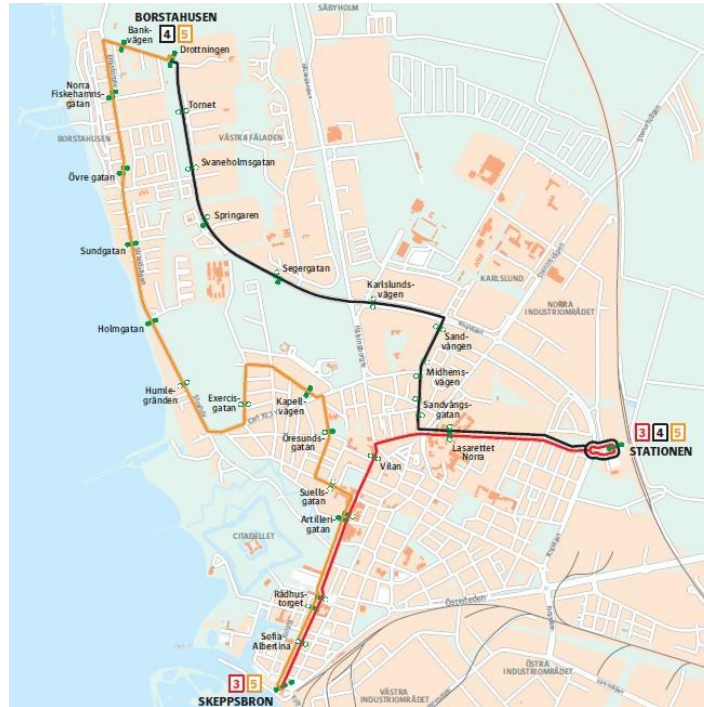 SÄBYHOLM
BORSTAHUSEN
4 5
Bank-
vägen
Drottningen
Norra
Fiskehamns-
gatan
Tornet
BORSTAHUSEN
VÄSTRA FÄLADEN
Övre gatan
Svaneholmsgatan
Springaren
Sundgatan
Segergatan
Karlslunds-
vägen
KARLSLUND
NORRA
INDUSTRIOMRÅDET
Holmgatan
Sand-
vången
Midhems-
vägen
Humle-
gränden
Exercis-
gatan
Kapell-
vägen
Sandvångs-
gatan
Öresunds-
gatan
3 4 5
STATIONEN
Lasarettet
Norra
Vilan
Suells-
gatan
Artilleri-
gatan
CITADELLET
Rådhus-
torget
Österleden
Sofia
Albertina
ÖSTRA
INDUSTRIOMRÅDET
3 5
SKEPPSBRON
VÄSTRA
INDUSTRIOMRÅDET